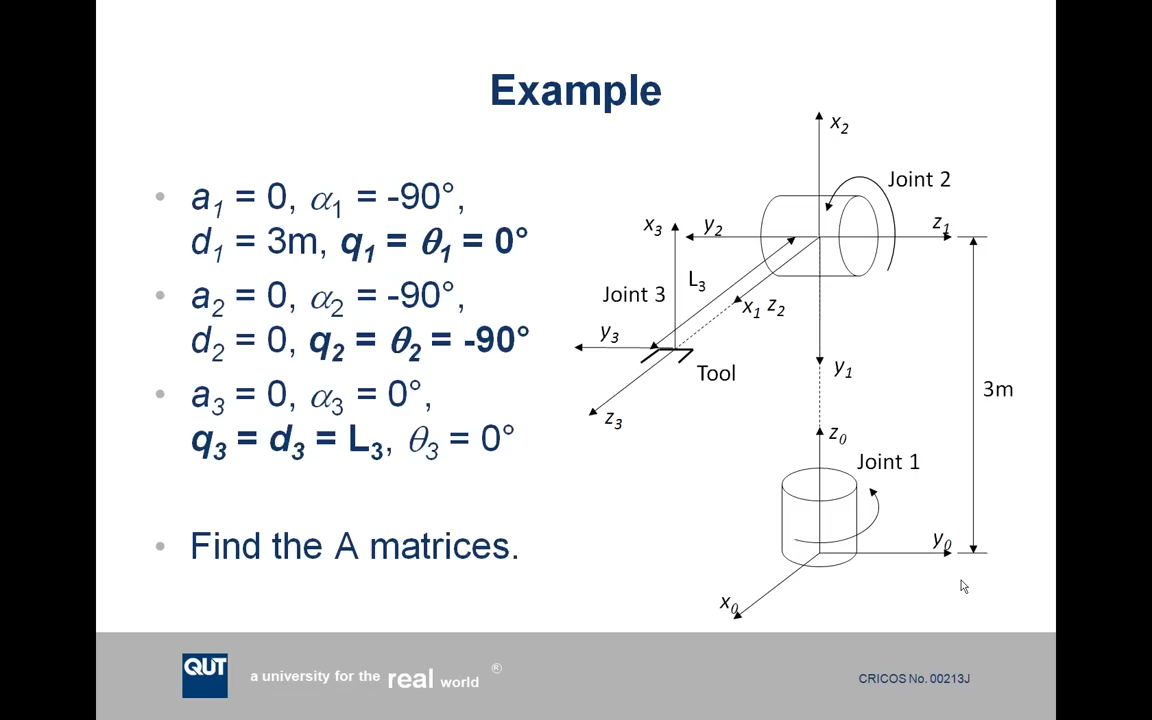 Example
• a₁ = 0, α₁ = -90°,
d₁ = 3m, q₁ = θ₁ = 0°
• a₂ = 0, α₂ = -90°,
d₂ = 0, q₂ = θ₂ = -90°
• a₃ = 0, α₃ = 0°,
q₃ = d₃ = L₃, θ₃ = 0°
• Find the A matrices.
x₂
Joint 2
x₃
y₂
z₁
L₃
Joint 3
x₁ z₂
y₃
Tool
y₁
3m
z₃
z₀
Joint 1
y₀
x₀
QUT
a university for the real world ®
CRICOS No. 00213J